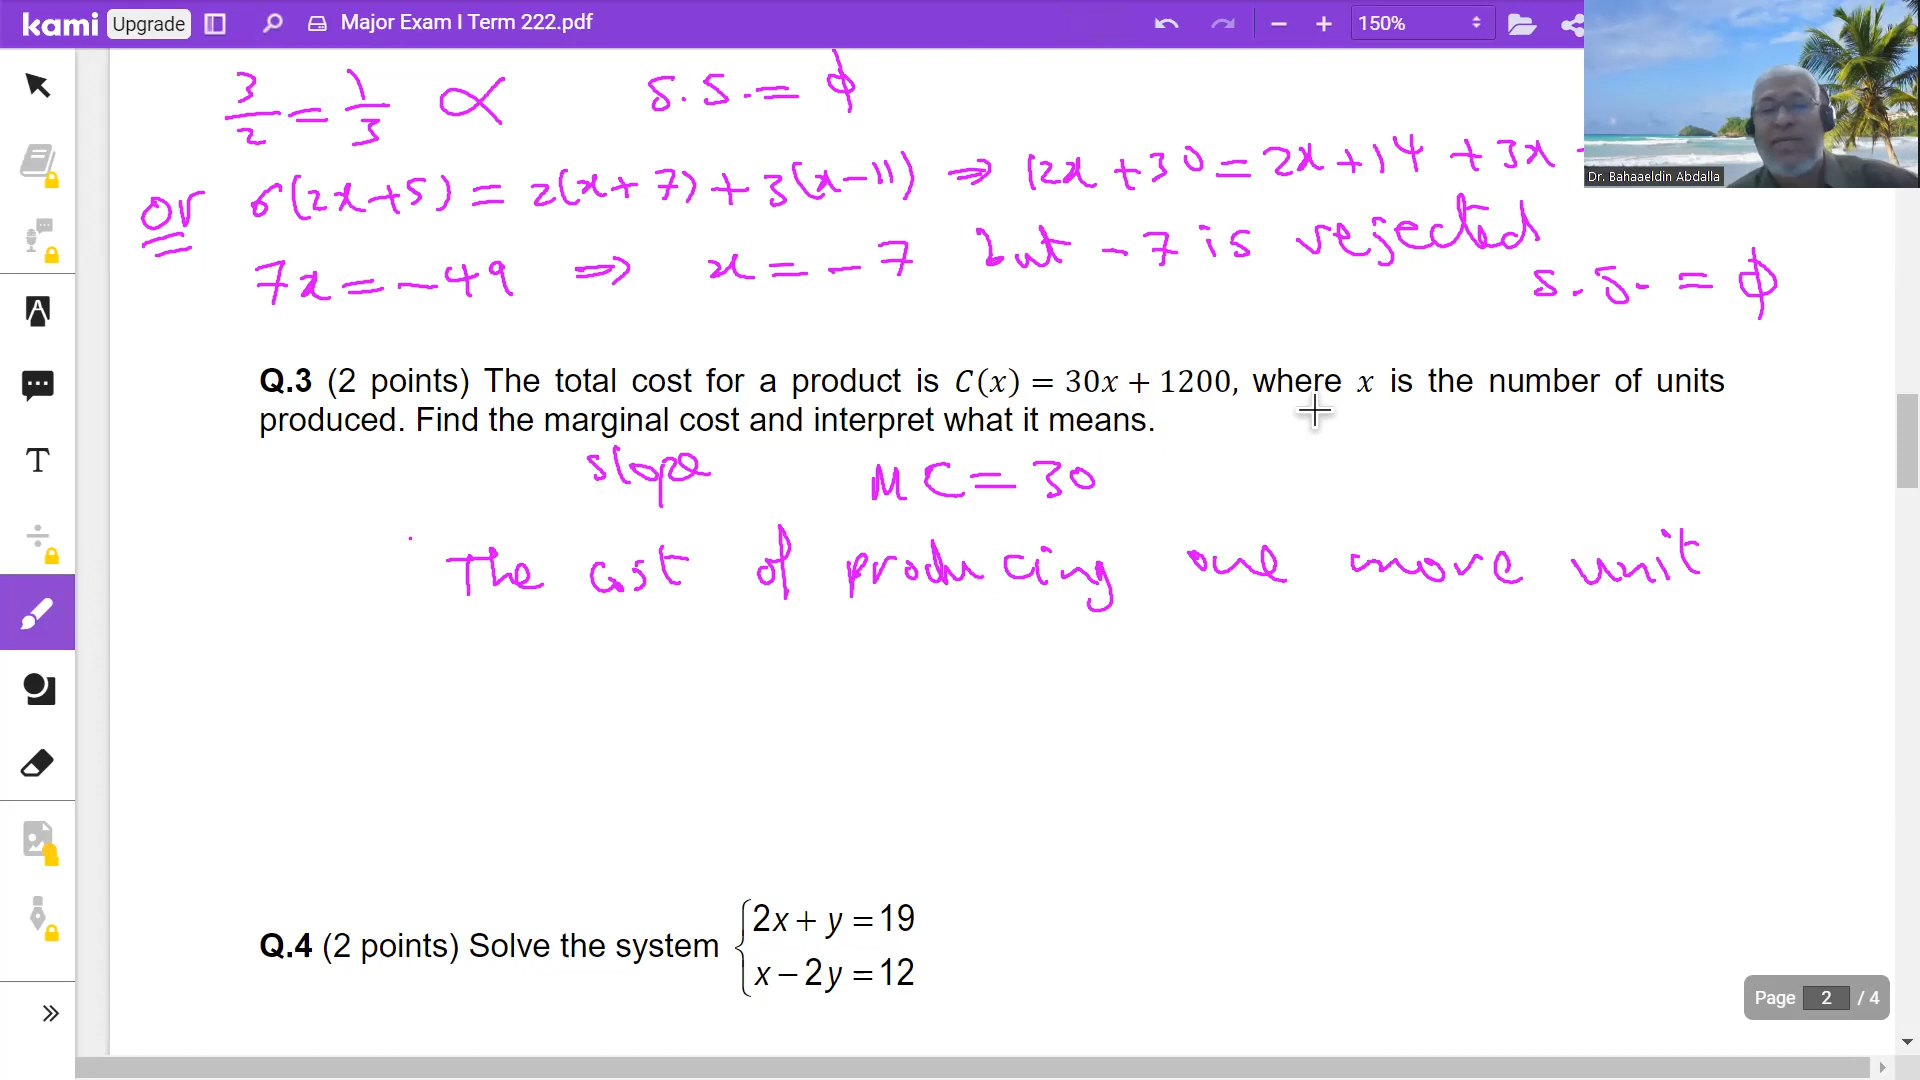 kami Upgrade Major Exam I Term 222.pdf 150%
3/2 = 1/3 α S.S. = ϕ
or 6(2x+5) = 2(x+7) + 3(x-11) ⇒ 12x + 30 = 2x + 14 + 3x -
7x = -49 ⇒ x = -7 but -7 is rejected
S.S. = ϕ
Dr. Bahaaeldin Abdalla
Q.3 (2 points) The total cost for a product is C(x) = 30x + 1200, where x is the number of units
produced. Find the marginal cost and interpret what it means.
slope MC = 30
The cost of producing one more unit
Q.4 (2 points) Solve the system { 2x + y = 19
x − 2y = 12
Page 2 / 4